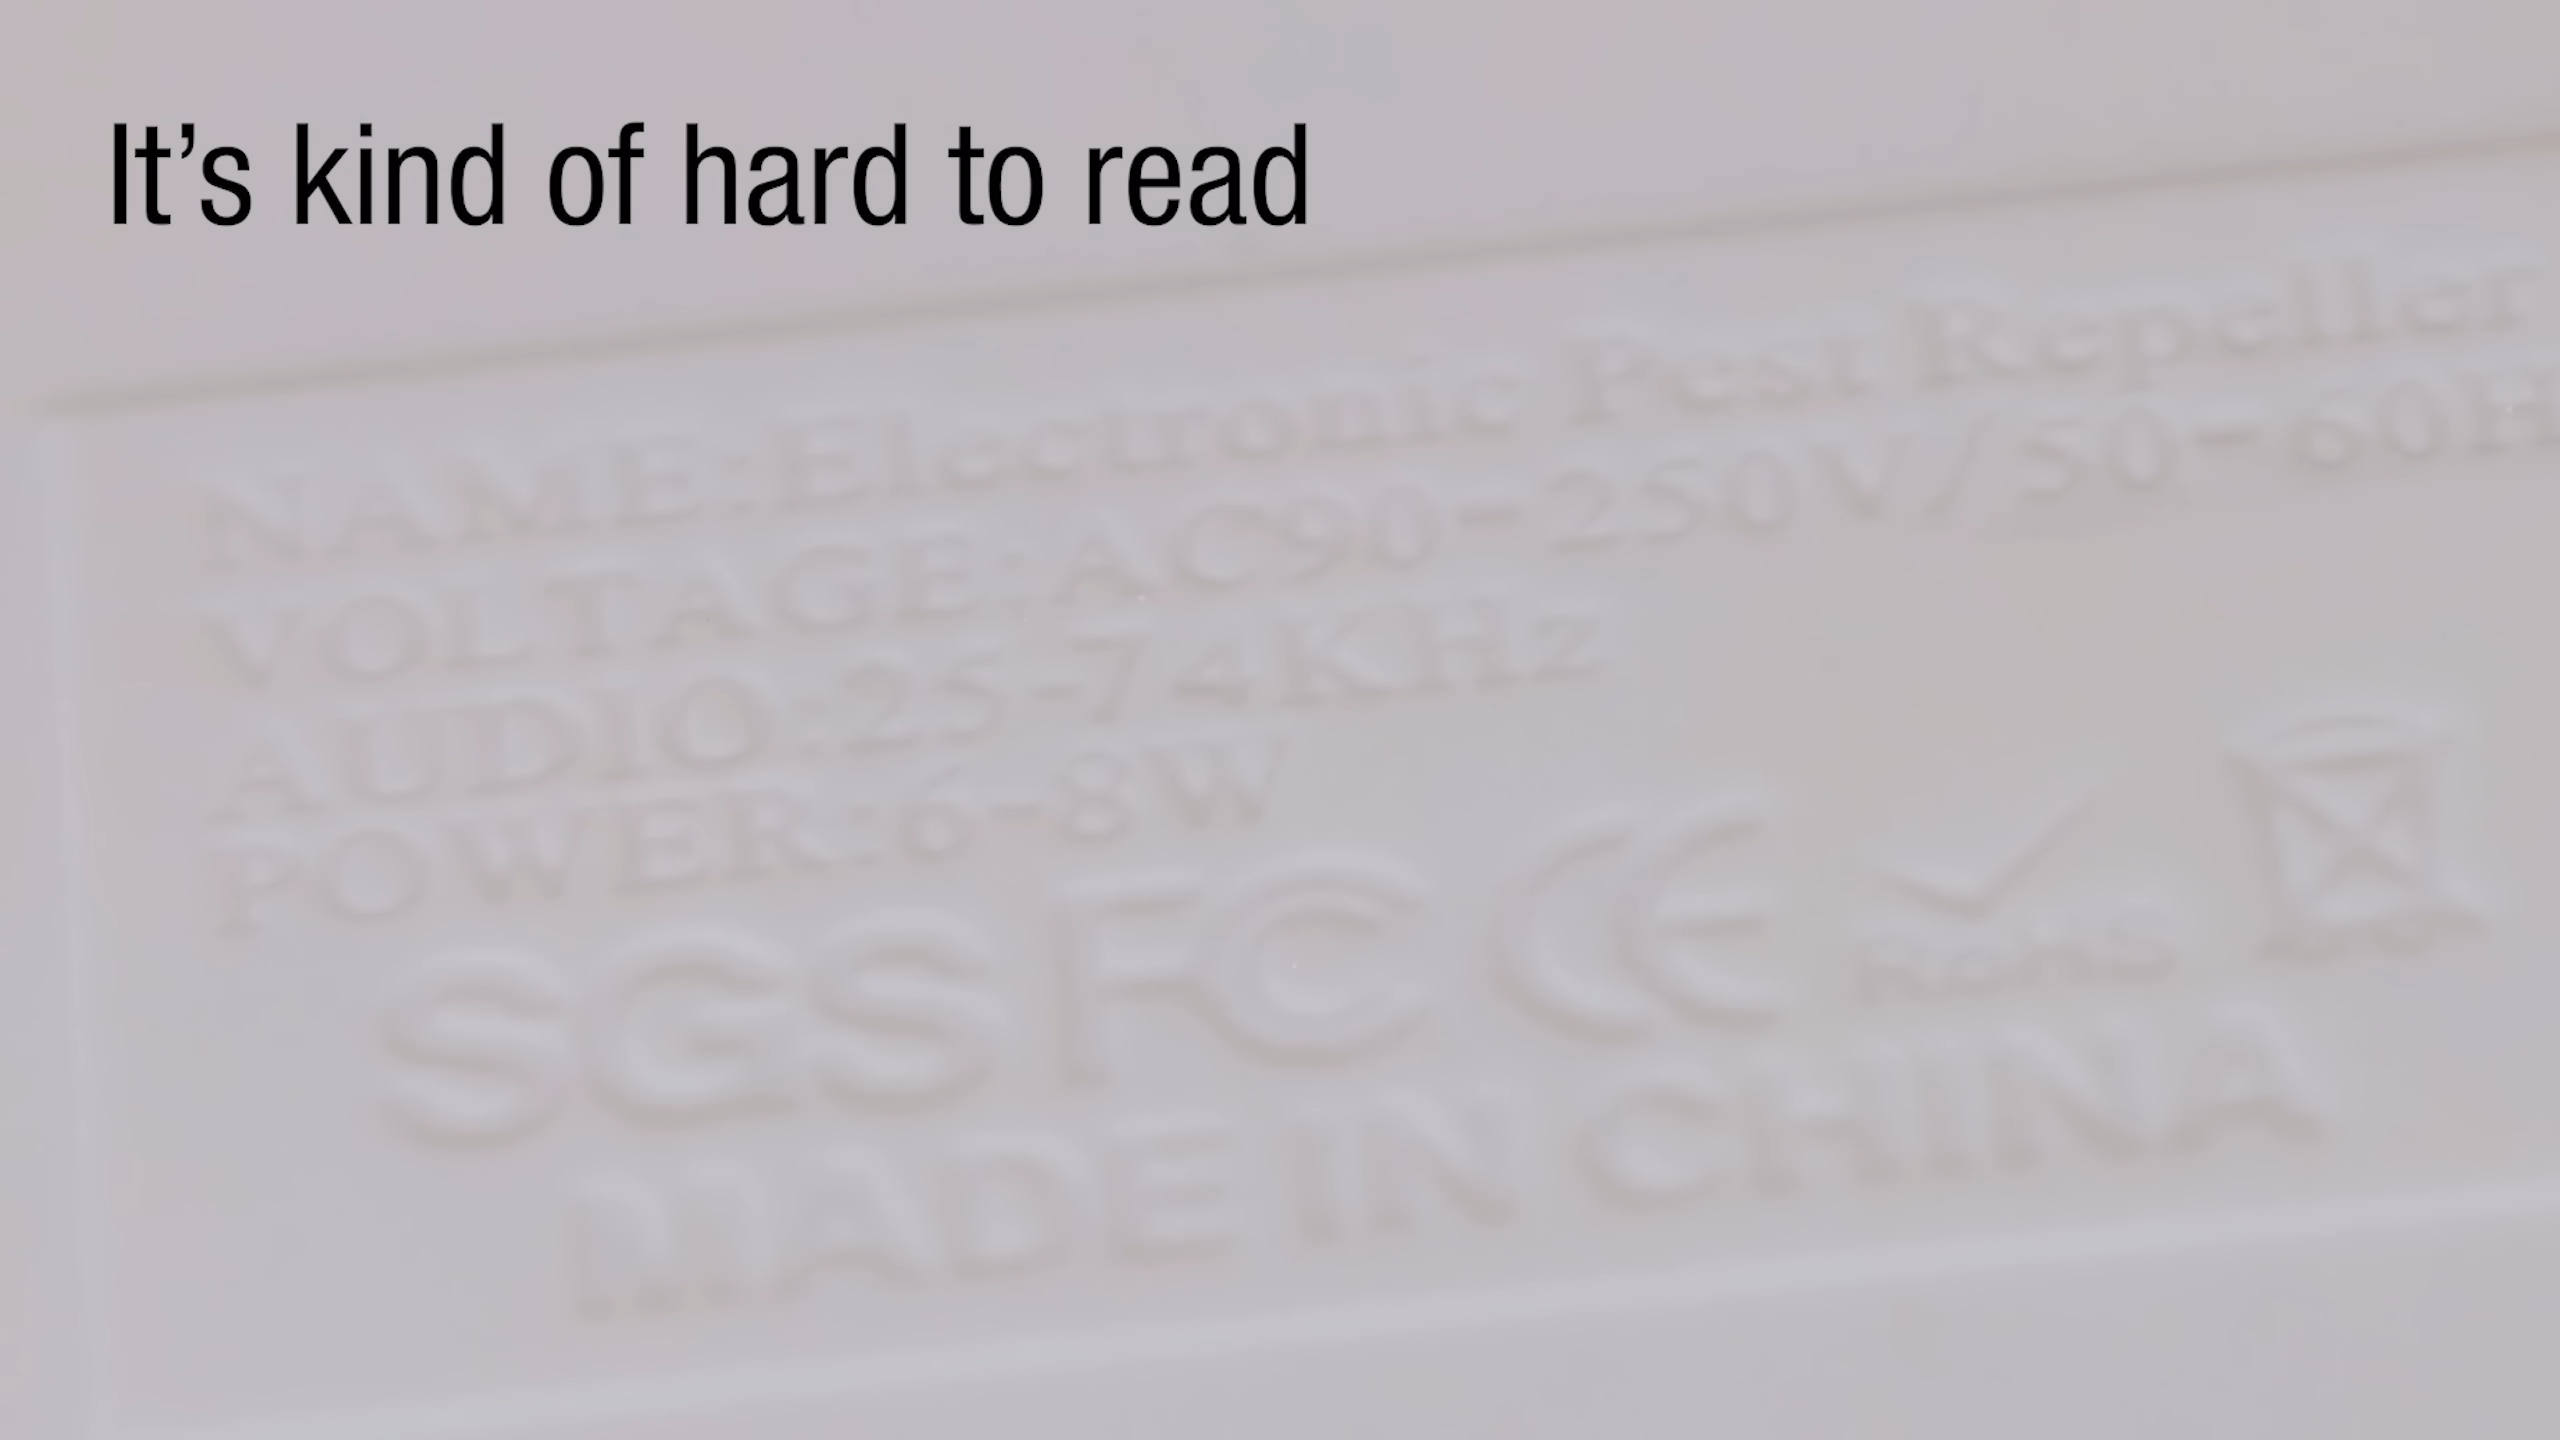 It’s kind of hard to read
NAME:Electronic Pest Repeller
VOLTAGE:AC90-250V/50-60H
AUDIO:25-74KHz
POWER:6-8W
SGS FC CE RoHS
MADE IN CHINA